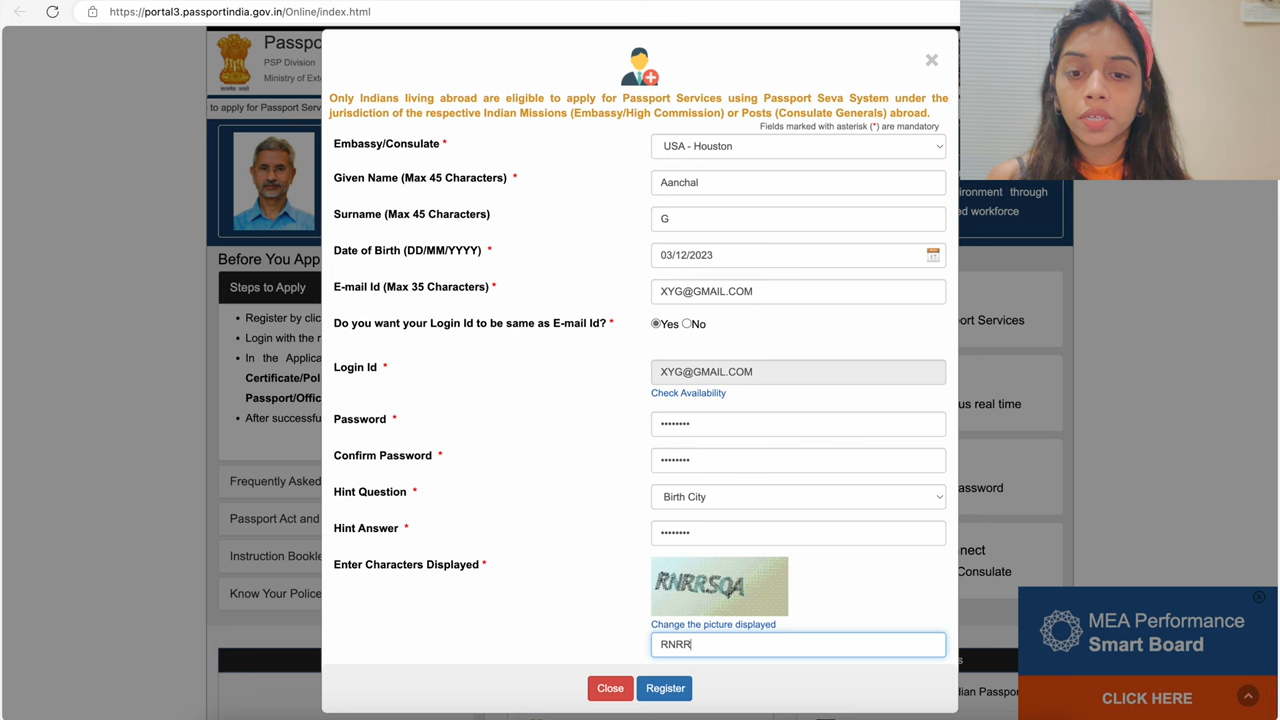 https://portal3.passportindia.gov.in/Online/index.html
Passpo
PSP Division
Ministry of Exte
to apply for Passport Serv
Only Indians living abroad are eligible to apply for Passport Services using Passport Seva System under the
jurisdiction of the respective Indian Missions (Embassy/High Commission) or Posts (Consulate Generals) abroad.
Fields marked with asterisk (*) are mandatory
Embassy/Consulate *
USA - Houston
Given Name (Max 45 Characters) *
Aanchal
Surname (Max 45 Characters)
G
Date of Birth (DD/MM/YYYY) *
03/12/2023
E-mail Id (Max 35 Characters) *
XYG@GMAIL.COM
Do you want your Login Id to be same as E-mail Id? *
Yes No
Login Id *
XYG@GMAIL.COM
Check Availability
Password *
••••••••
Confirm Password *
••••••••
Hint Question *
Birth City
Hint Answer *
••••••••
Enter Characters Displayed *
RNRRSQA
Change the picture displayed
RNRR
Close
Register
Before You App
Steps to Apply
• Register by clic
• Login with the r
• In the Applica
Certificate/Pol
Passport/Offic
• After successfu
Frequently Asked
Passport Act and
Instruction Bookle
Know Your Police
ironment through
ed workforce
ort Services
us real time
assword
nnect
Consulate
dian Passpor
MEA Performance
Smart Board
CLICK HERE